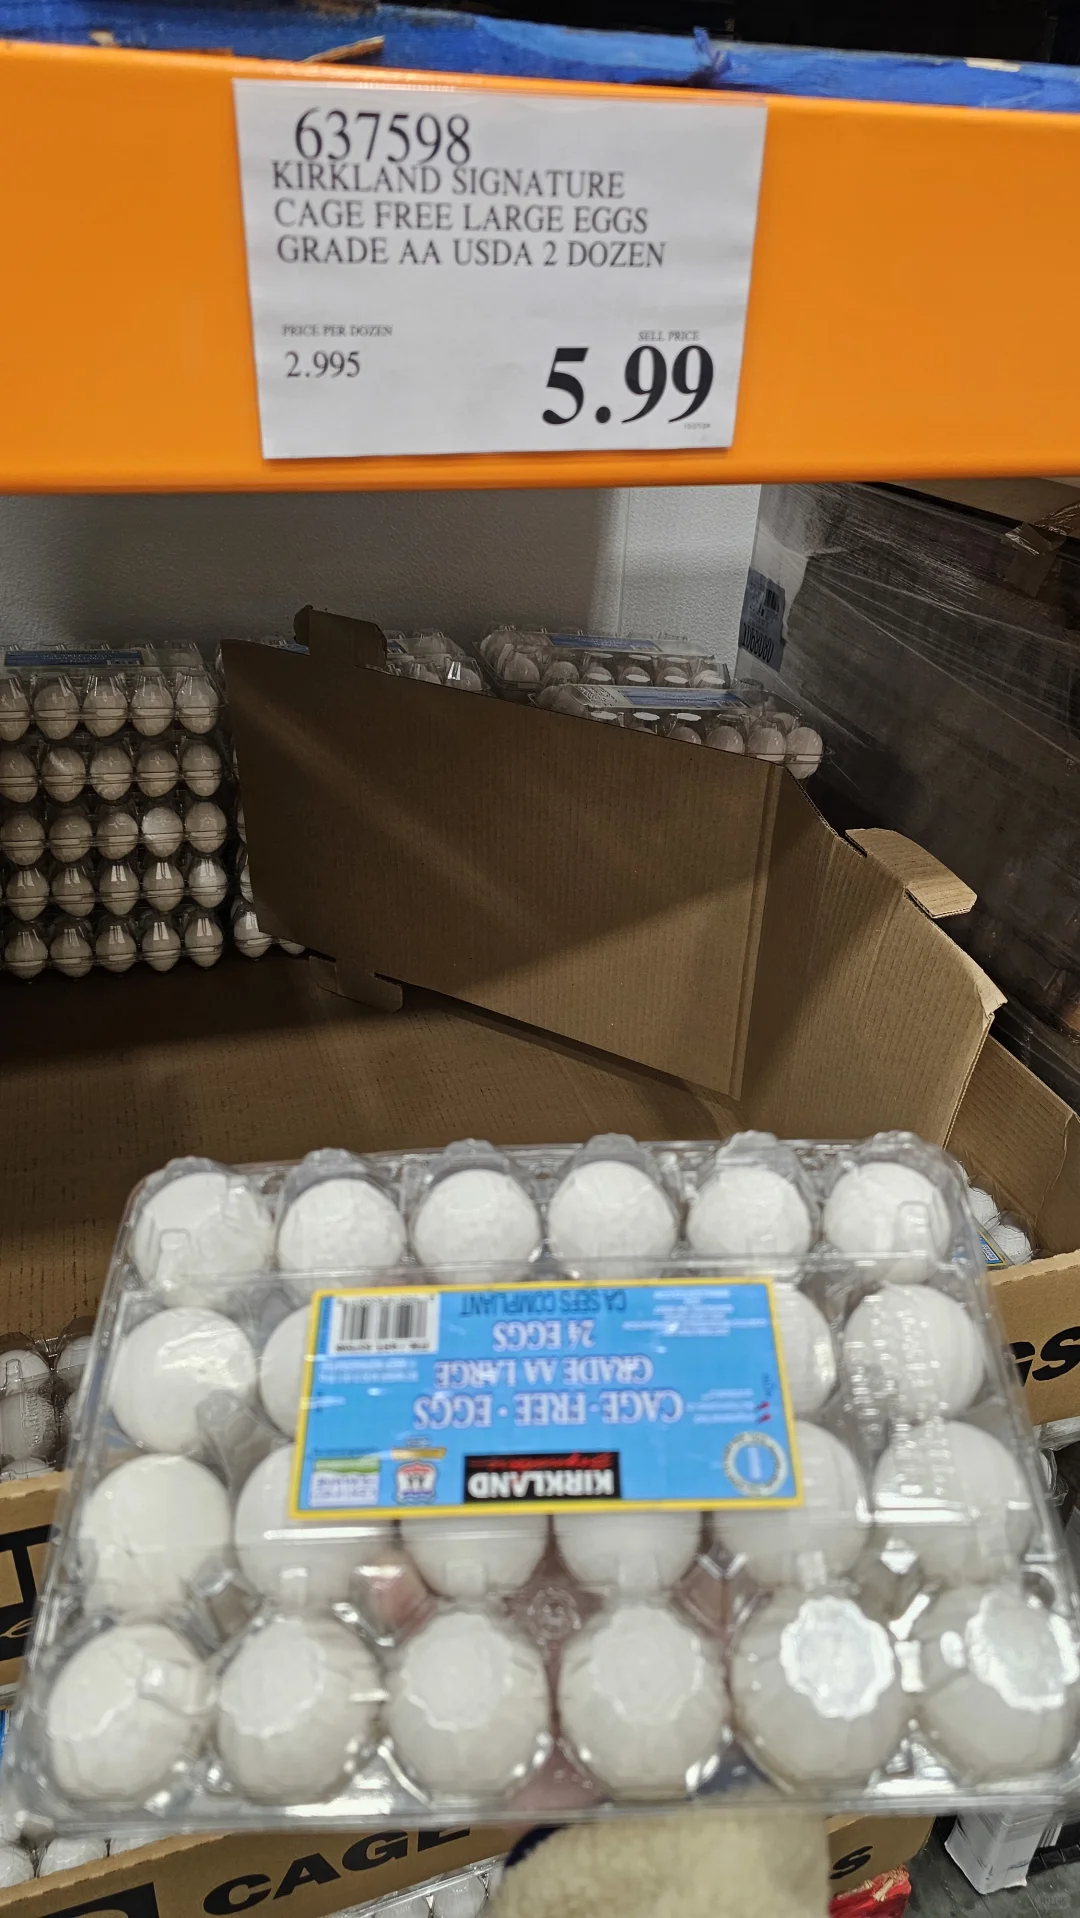 637598
KIRKLAND SIGNATURE
CAGE FREE LARGE EGGS
GRADE AA USDA 2 DOZEN
PRICE PER DOZEN
2.995
SELL PRICE
5.99
KIRKLAND
Signature
CAGE-FREE·EGGS
GRADE AA LARGE
24 EGGS
CA SEFS COMPLIANT
CAGE